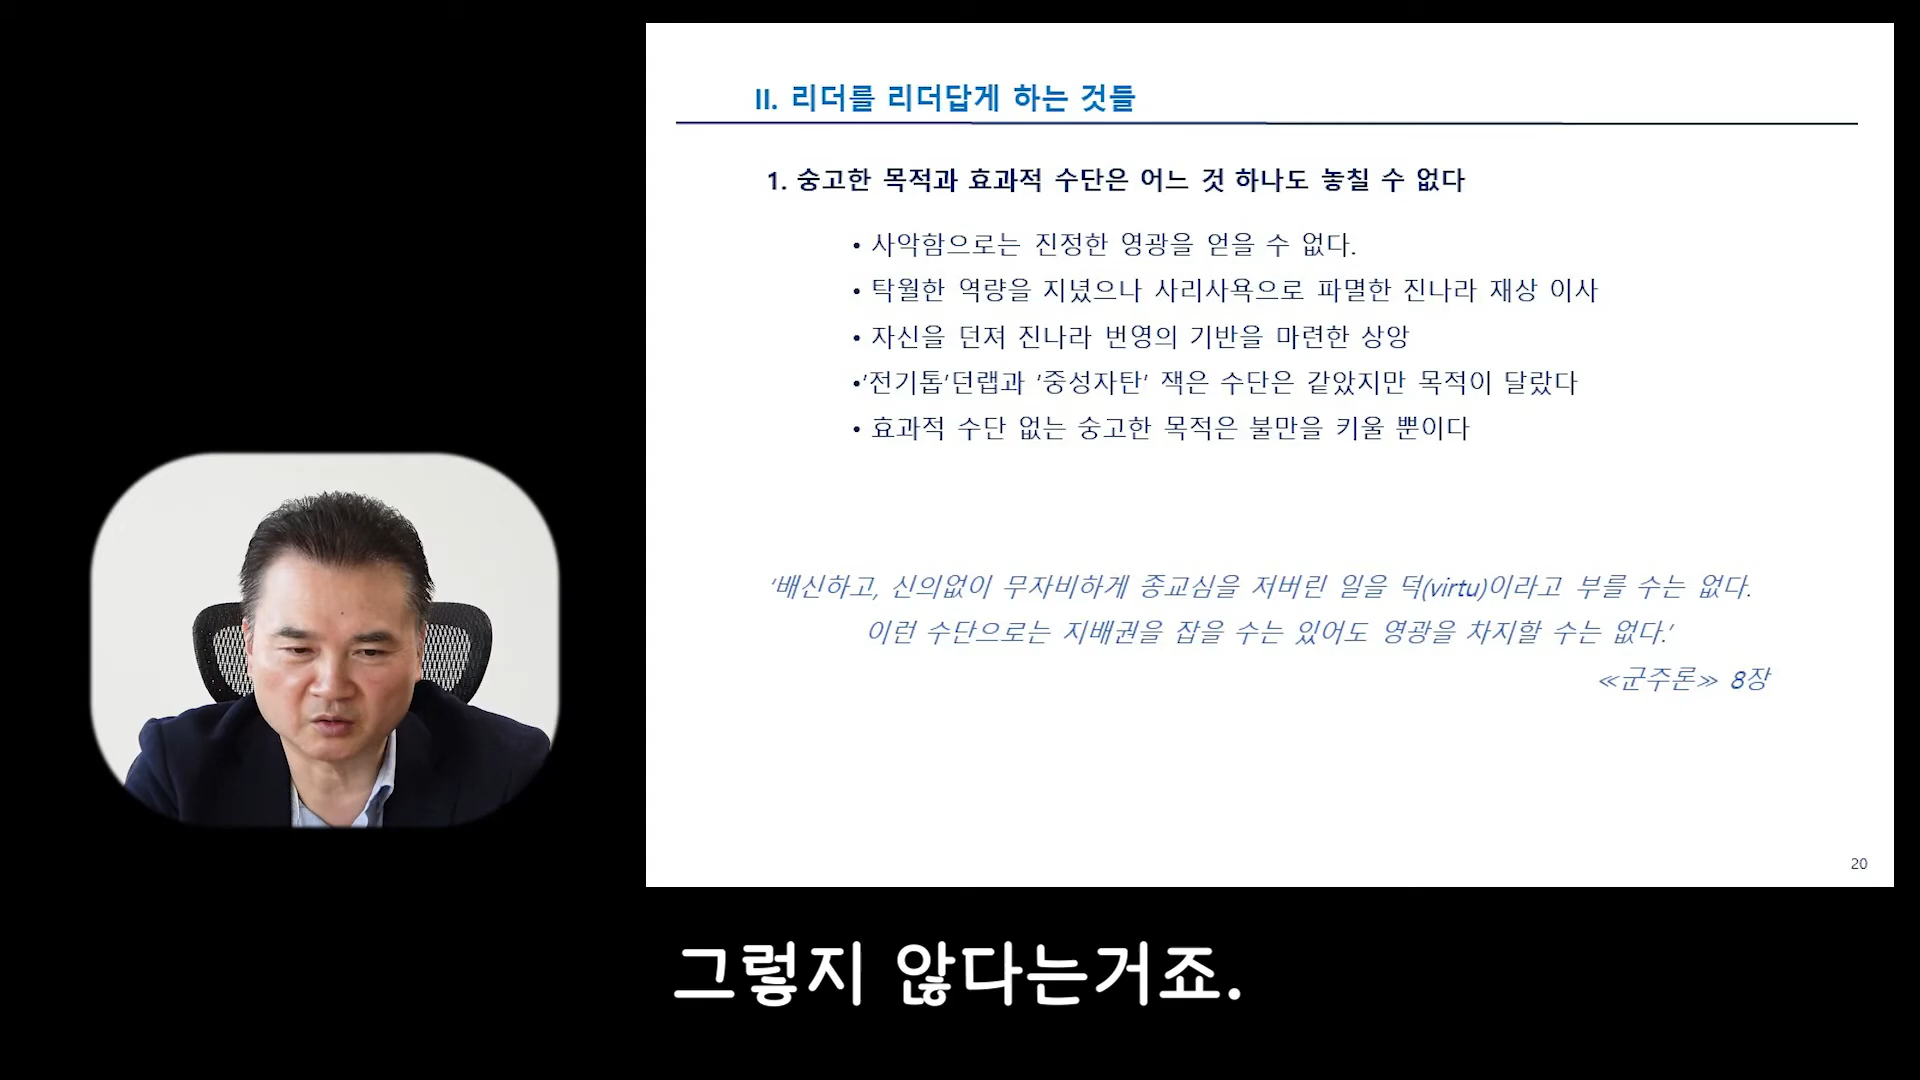 II. 리더를 리더답게 하는 것들
1. 숭고한 목적과 효과적 수단은 어느 것 하나도 놓칠 수 없다
• 사악함으로는 진정한 영광을 얻을 수 없다.
• 탁월한 역량을 지녔으나 사리사욕으로 파멸한 진나라 재상 이사
• 자신을 던져 진나라 번영의 기반을 마련한 상앙
•'전기톱'던랩과 '중성자탄' 잭은 수단은 같았지만 목적이 달랐다
• 효과적 수단 없는 숭고한 목적은 불만을 키울 뿐이다
'배신하고, 신의없이 무자비하게 종교심을 저버린 일을 덕(virtu)이라고 부를 수는 없다.
이런 수단으로는 지배권을 잡을 수는 있어도 영광을 차지할 수는 없다.'
≪군주론≫ 8장
20
그렇지 않다는거죠.